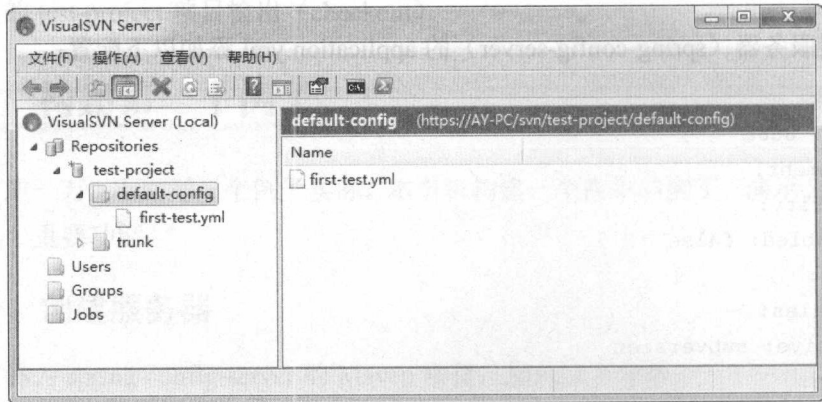 VisualSVN Server
文件(F) 操作(A) 查看(V) 帮助(H)
VisualSVN Server (Local)
Repositories
test-project
default-config
first-test.yml
trunk
Users
Groups
Jobs
default-config (https://AY-PC/svn/test-project/default-config)
Name
first-test.yml